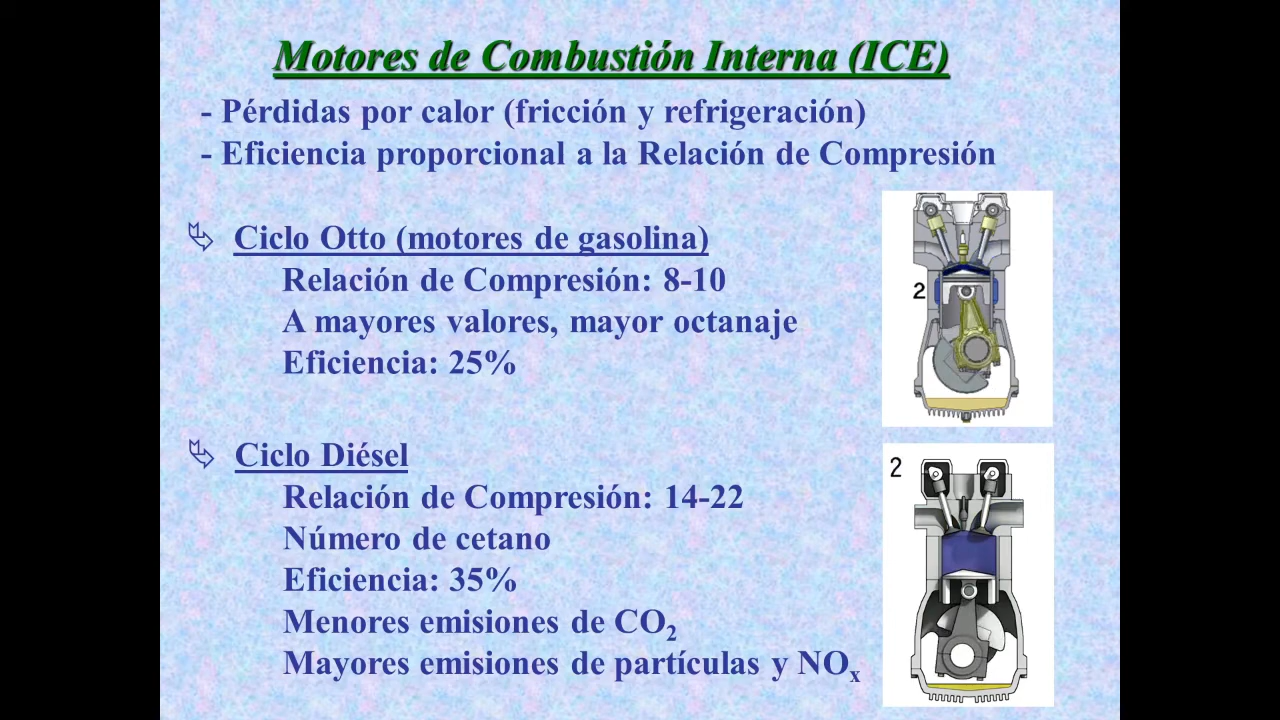 Motores de Combustión Interna (ICE)
- Pérdidas por calor (fricción y refrigeración)
- Eficiencia proporcional a la Relación de Compresión
Ciclo Otto (motores de gasolina)
Relación de Compresión: 8-10
A mayores valores, mayor octanaje
Eficiencia: 25%
2
Ciclo Diésel
Relación de Compresión: 14-22
Número de cetano
Eficiencia: 35%
Menores emisiones de CO₂
Mayores emisiones de partículas y NOₓ
2